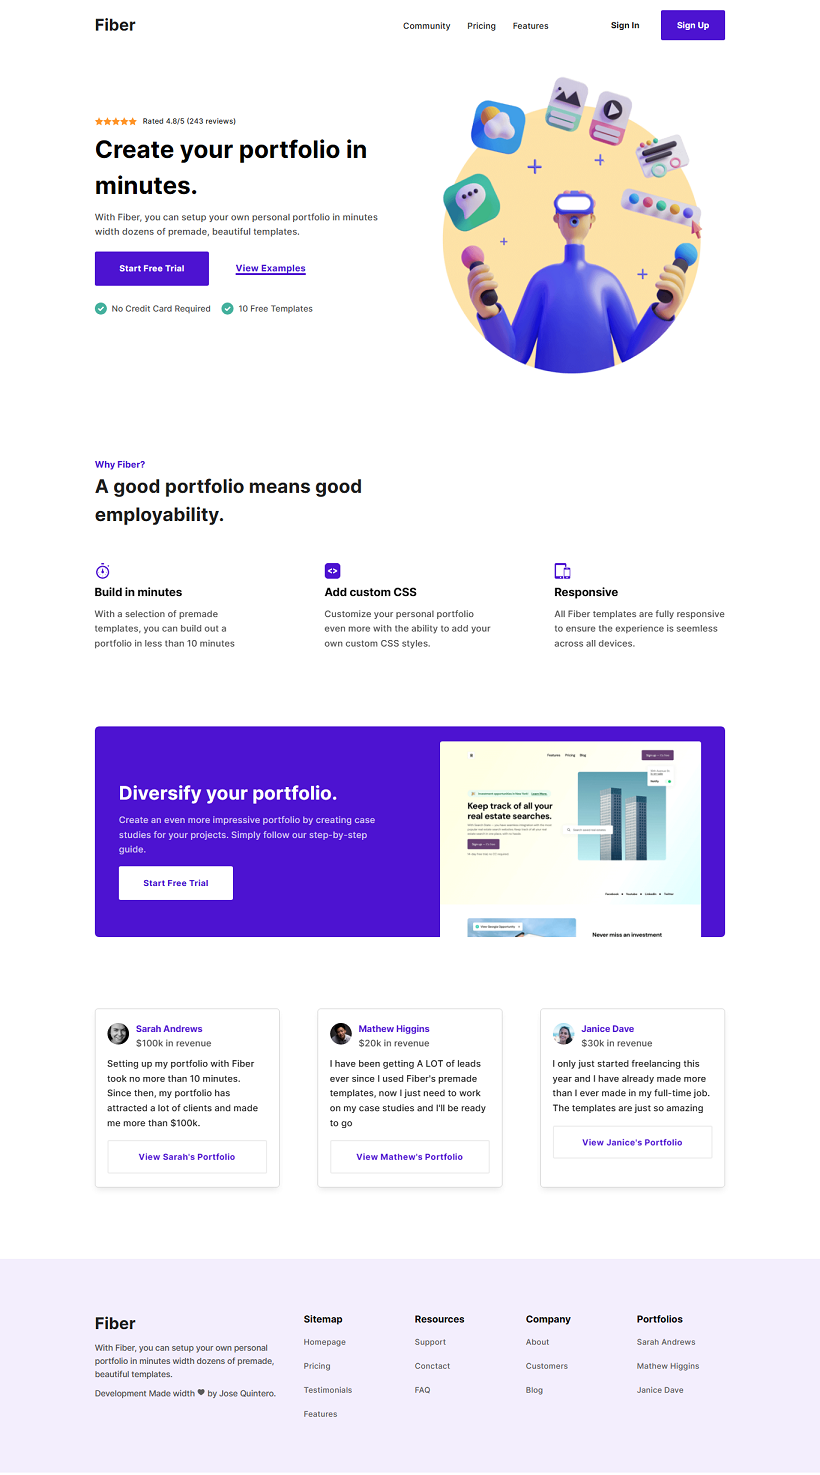 Fiber
Community Pricing Features Sign In Sign Up
Rated 4.8/5 (243 reviews)
Create your portfolio in
minutes.
With Fiber, you can setup your own personal portfolio in minutes
width dozens of premade, beautiful templates.
Start Free Trial View Examples
No Credit Card Required 10 Free Templates
Why Fiber?
A good portfolio means good
employability.
Build in minutes
With a selection of premade
templates, you can build out a
portfolio in less than 10 minutes
Add custom CSS
Customize your personal portfolio
even more with the ability to add your
own custom CSS styles.
Responsive
All Fiber templates are fully responsive
to ensure the experience is seemless
across all devices.
Diversify your portfolio.
Create an even more impressive portfolio by creating case
studies for your projects. Simply follow our step-by-step
guide.
Start Free Trial
Features Pricing Blog
Keep track of all your
real estate searches.
Facebook Youtube LinkedIn Twitter
Never miss an investment
Sarah Andrews
$100k in revenue
Setting up my portfolio with Fiber
took no more than 10 minutes.
Since then, my portfolio has
attracted a lot of clients and made
me more than $100k.
View Sarah's Portfolio
Mathew Higgins
$20k in revenue
I have been getting A LOT of leads
ever since I used Fiber's premade
templates, now I just need to work
on my case studies and I'll be ready
to go
View Mathew's Portfolio
Janice Dave
$30k in revenue
I only just started freelancing this
year and I have already made more
than I ever made in my full-time job.
The templates are just so amazing
View Janice's Portfolio
Fiber
With Fiber, you can setup your own personal
portfolio in minutes width dozens of premade,
beautiful templates.
Development Made width ♥ by Jose Quintero.
Sitemap
Homepage
Pricing
Testimonials
Features
Resources
Support
Conctact
FAQ
Company
About
Customers
Blog
Portfolios
Sarah Andrews
Mathew Higgins
Janice Dave